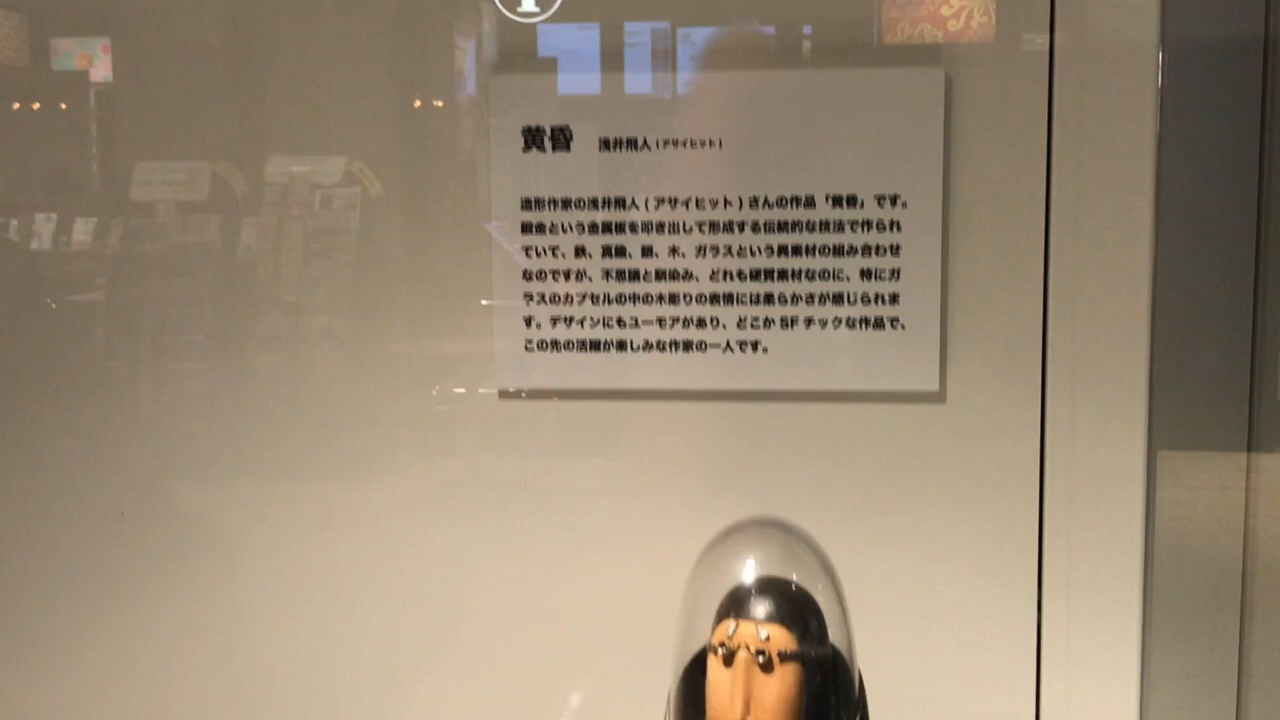 黄昏 浅井飛人(アサイヒット)
造形作家の浅井飛人(アサイヒット)さんの作品「黄昏」です。
鍛金という金属板を叩き出して形成する伝統的な技法で作られ
ていて、鉄、真鍮、銀、木、ガラスという異素材の組み合わせ
なのですが、不思議と馴染み、どれも硬質素材なのに、特にガ
ラスのカプセルの中の木彫りの表情には柔らかさが感じられま
す。デザインにもユーモアがあり、どこか SF チックな作品で、
この先の活躍が楽しみな作家の一人です。